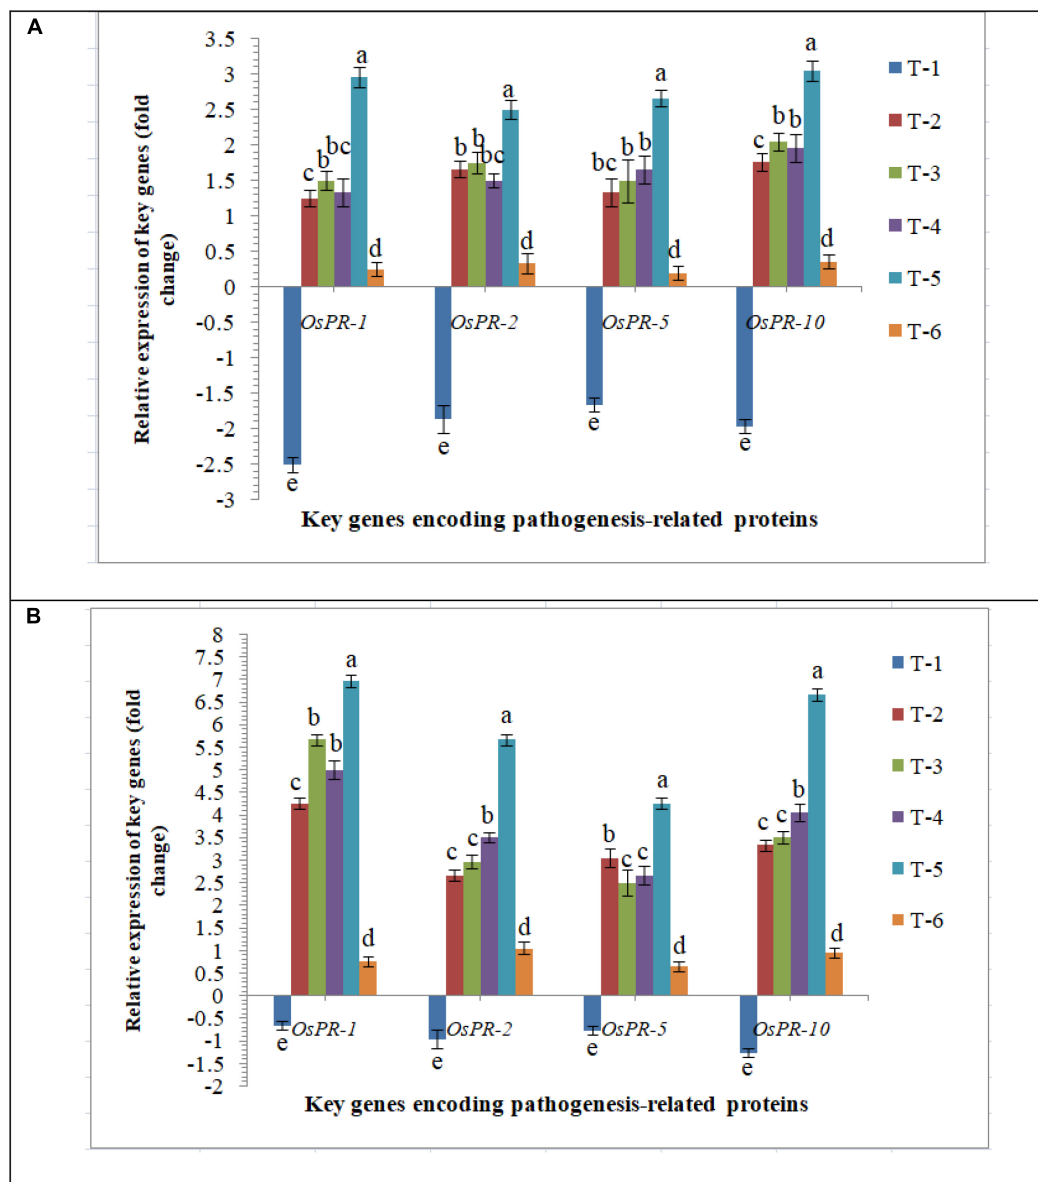 A
Relative expression of key genes (fold
change)
3.5
3
2.5
2
1.5
1
0.5
0
-0.5
-1
-1.5
-2
-2.5
-3
e c b bc a d
e b b bc a d
e bc b b a d
e c b b a d
OsPR-1 OsPR-2 OsPR-5 OsPR-10
Key genes encoding pathogenesis-related proteins
T-1
T-2
T-3
T-4
T-5
T-6
B
Relative expression of key genes (fold
change)
8
7.5
7
6.5
6
5.5
5
4.5
4
3.5
3
2.5
2
1.5
1
0.5
0
-0.5
-1
-1.5
-2
e c b b a d
e c c b a d
e b c c a d
e c c b a d
OsPR-1 OsPR-2 OsPR-5 OsPR-10
Key genes encoding pathogenesis-related proteins
T-1
T-2
T-3
T-4
T-5
T-6